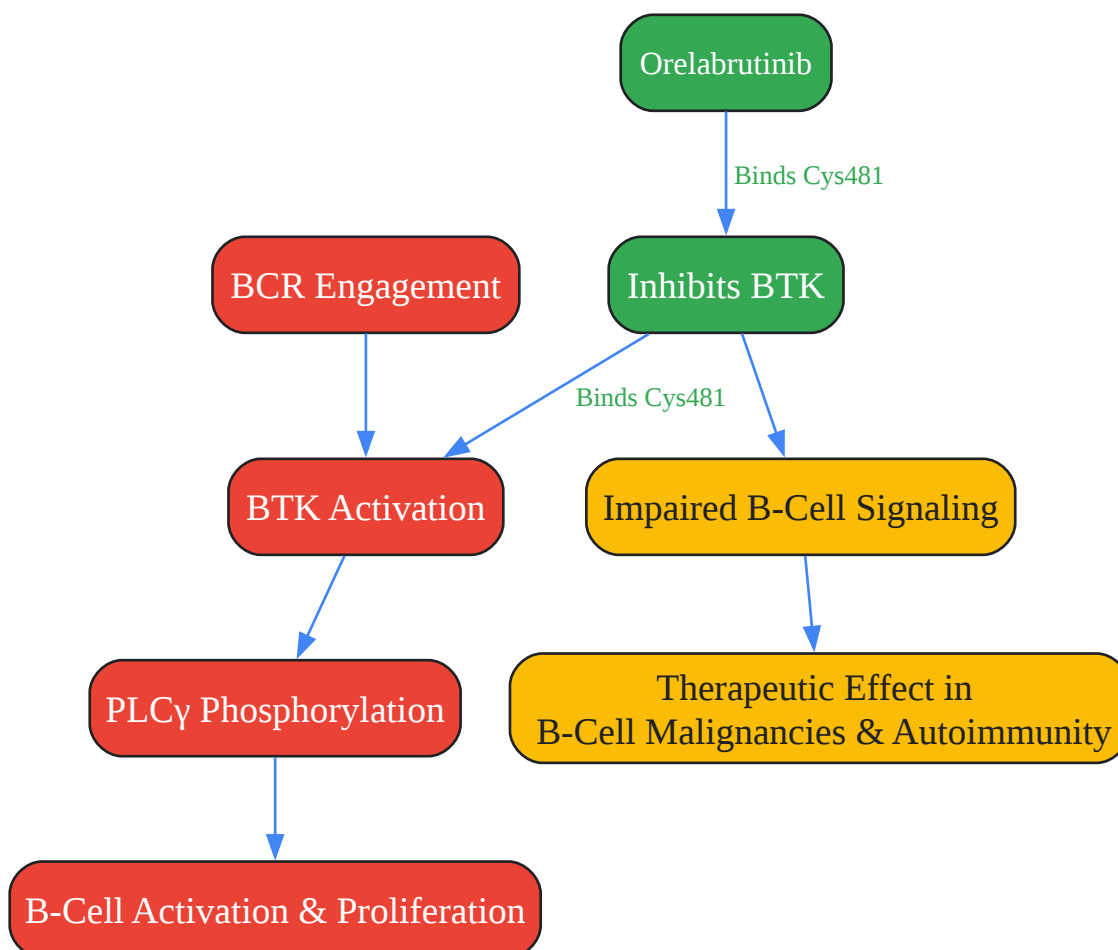 Orelabrutinib
Binds Cys481
BCR Engagement
Inhibits BTK
Binds Cys481
BTK Activation
Impaired B-Cell Signaling
PLCγ Phosphorylation
Therapeutic Effect in
B-Cell Malignancies & Autoimmunity
B-Cell Activation & Proliferation